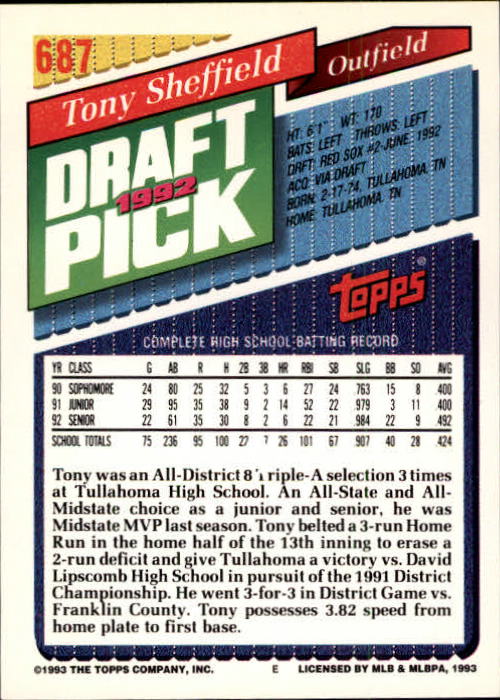 687
Tony Sheffield
Outfield
DRAFT
1992
PICK
HT: 6'1" WT: 170
BATS: LEFT THROWS: LEFT
DRFT: RED SOX #2-JUNE, 1992
ACQ: VIA DRAFT
BORN: 2-17-74, TULLAHOMA, TN
HOME: TULLAHOMA, TN
TOPPS®
COMPLETE HIGH SCHOOL BATTING RECORD
YR CLASS G AB R H 2B 3B HR RBI SB SLG BB SO AVG
90 SOPHOMORE 24 80 25 32 5 3 6 27 24 .763 15 8 .400
91 JUNIOR 29 95 35 38 9 2 14 52 22 .979 3 11 .400
92 SENIOR 22 61 35 30 8 2 6 22 21 .984 22 9 .492
SCHOOL TOTALS 75 236 95 100 27 7 26 101 67 .907 40 28 .424
Tony was an All-District 8 Triple-A selection 3 times
at Tullahoma High School. An All-State and All-
Midstate choice as a junior and senior, he was
Midstate MVP last season. Tony belted a 3-run Home
Run in the home half of the 13th inning to erase a
2-run deficit and give Tullahoma a victory vs. David
Lipscomb High School in pursuit of the 1991 District
Championship. He went 3-for-3 in District Game vs.
Franklin County. Tony possesses 3.82 speed from
home plate to first base.
©1993 THE TOPPS COMPANY, INC. E LICENSED BY MLB & MLBPA, 1993